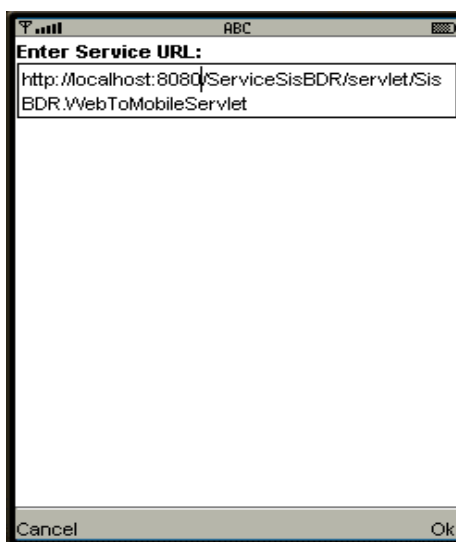 ABC
Enter Service URL:
http://localhost:8080/ServiceSisBDR/servlet/Sis
BDR.WebToMobileServlet
Cancel Ok